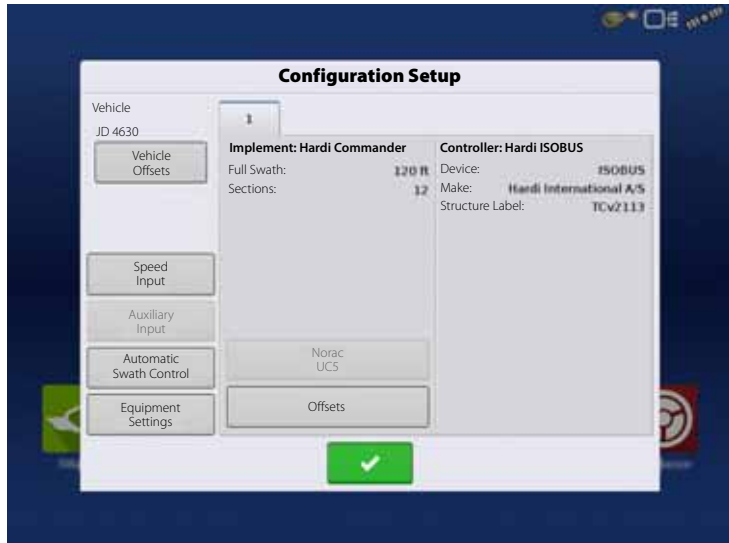 Configuration Setup
Vehicle
JD 4630
Vehicle
Offsets
Speed
Input
Auxiliary
Input
Automatic
Swath Control
Equipment
Settings
1
Implement: Hardi Commander
Full Swath: 120 ft
Sections: 12
Norac
UC5
Offsets
Controller: Hardi ISOBUS
Device: ISOBUS
Make: Hardi International A/S
Structure Label: TCv2113